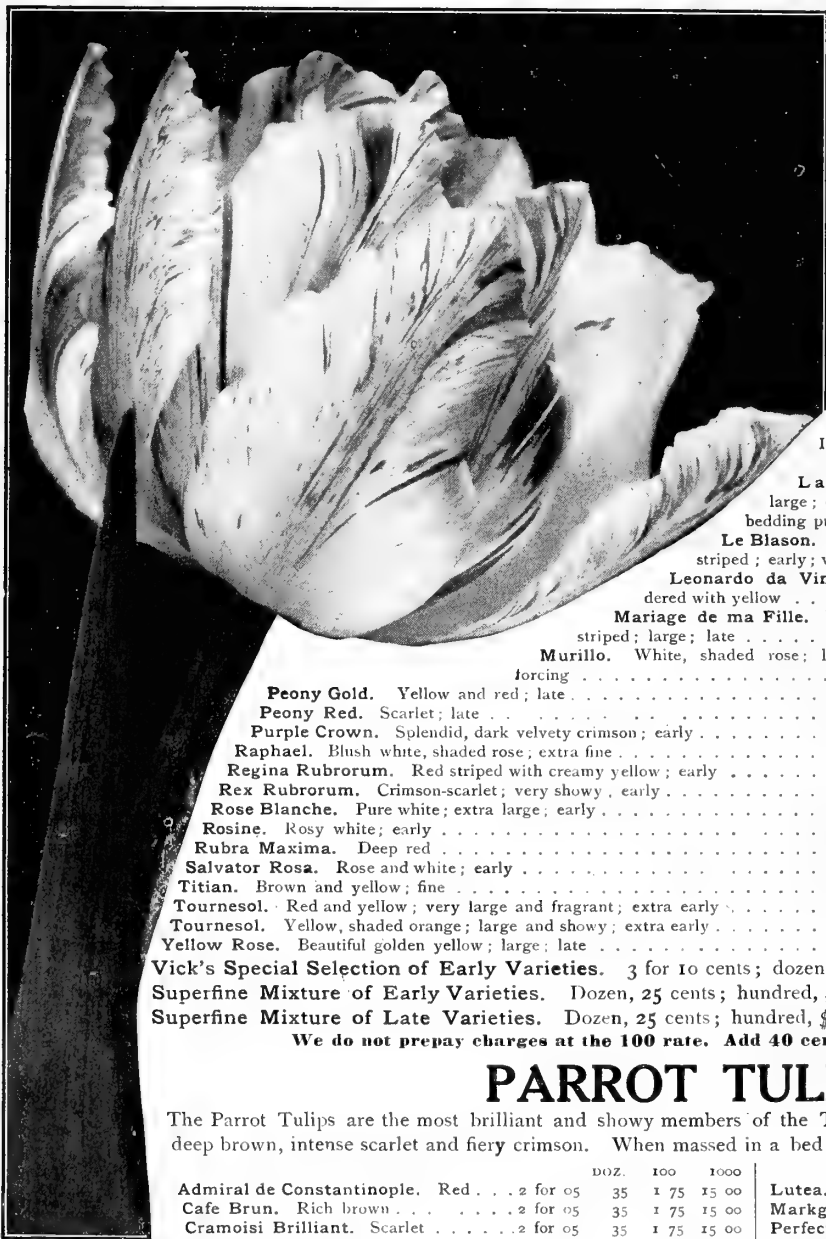 La
large;
bedding
Le Blason.
striped; early;
Leonardo da
dered with yellow . .
Mariage de ma Fille.
striped; large; late . . . . .
Murillo. White, shaded rose;
forcing . . . . . . . . . . . . . . . .
Peony Gold. Yellow and red; late . . . . . . . . . . . . . . . .
Peony Red. Scarlet; late . . . . . . . . . . . . . . . .
Purple Crown. Splendid, dark velvety crimson; early . . . . . . . .
Raphael. Blush white, shaded rose; extra fine . . . . . . . . . . . . .
Regina Rubrorum. Red striped with creamy yellow; early . . . . . .
Rex Rubrorum. Crimson-scarlet; very showy, early . . . . . . . . . .
Rose Blanche. Pure white; extra large; early . . . . . . . . . . . . . .
Rosine. Rosy white; early . . . . . . . . . . . . . . . . . . . . . .
Rubra Maxima. Deep red . . . . . . . . . . . . . . . . . . . . . .
Salvator Rosa. Rose and white; early . . . . . . . . . . . . . . . . . .
Titian. Brown and yellow; fine . . . . . . . . . . . . . . . . . . . . . .
Tournesol. Red and yellow; very large and fragrant; extra early . . . . . .
Tournesol. Yellow, shaded orange; large and showy; extra early . . . . . .
Yellow Rose. Beautiful golden yellow; large; late . . . . . . . . . . . .
Vick's Special Selection of Early Varieties. 3 for 10 cents; dozen
Superfine Mixture of Early Varieties. Dozen, 25 cents; hundred,
Superfine Mixture of Late Varieties. Dozen, 25 cents; hundred, $
We do not prepay charges at the 100 rate. Add 40
PARROT TUL
The Parrot Tulips are the most brilliant and showy members of the
deep brown, intense scarlet and fiery crimson. When massed in a bed
DOZ. 100 1000
Admiral de Constantinople. Red . . . 2 for 05 35 1 75 15 00
Cafe Brun. Rich brown . . . . . . . . 2 for 05 35 1 75 15 00
Cramoisi Brilliant. Scarlet . . . . . . 2 for 05 35 1 75 15 00
Lutea.
Markg
Perfec